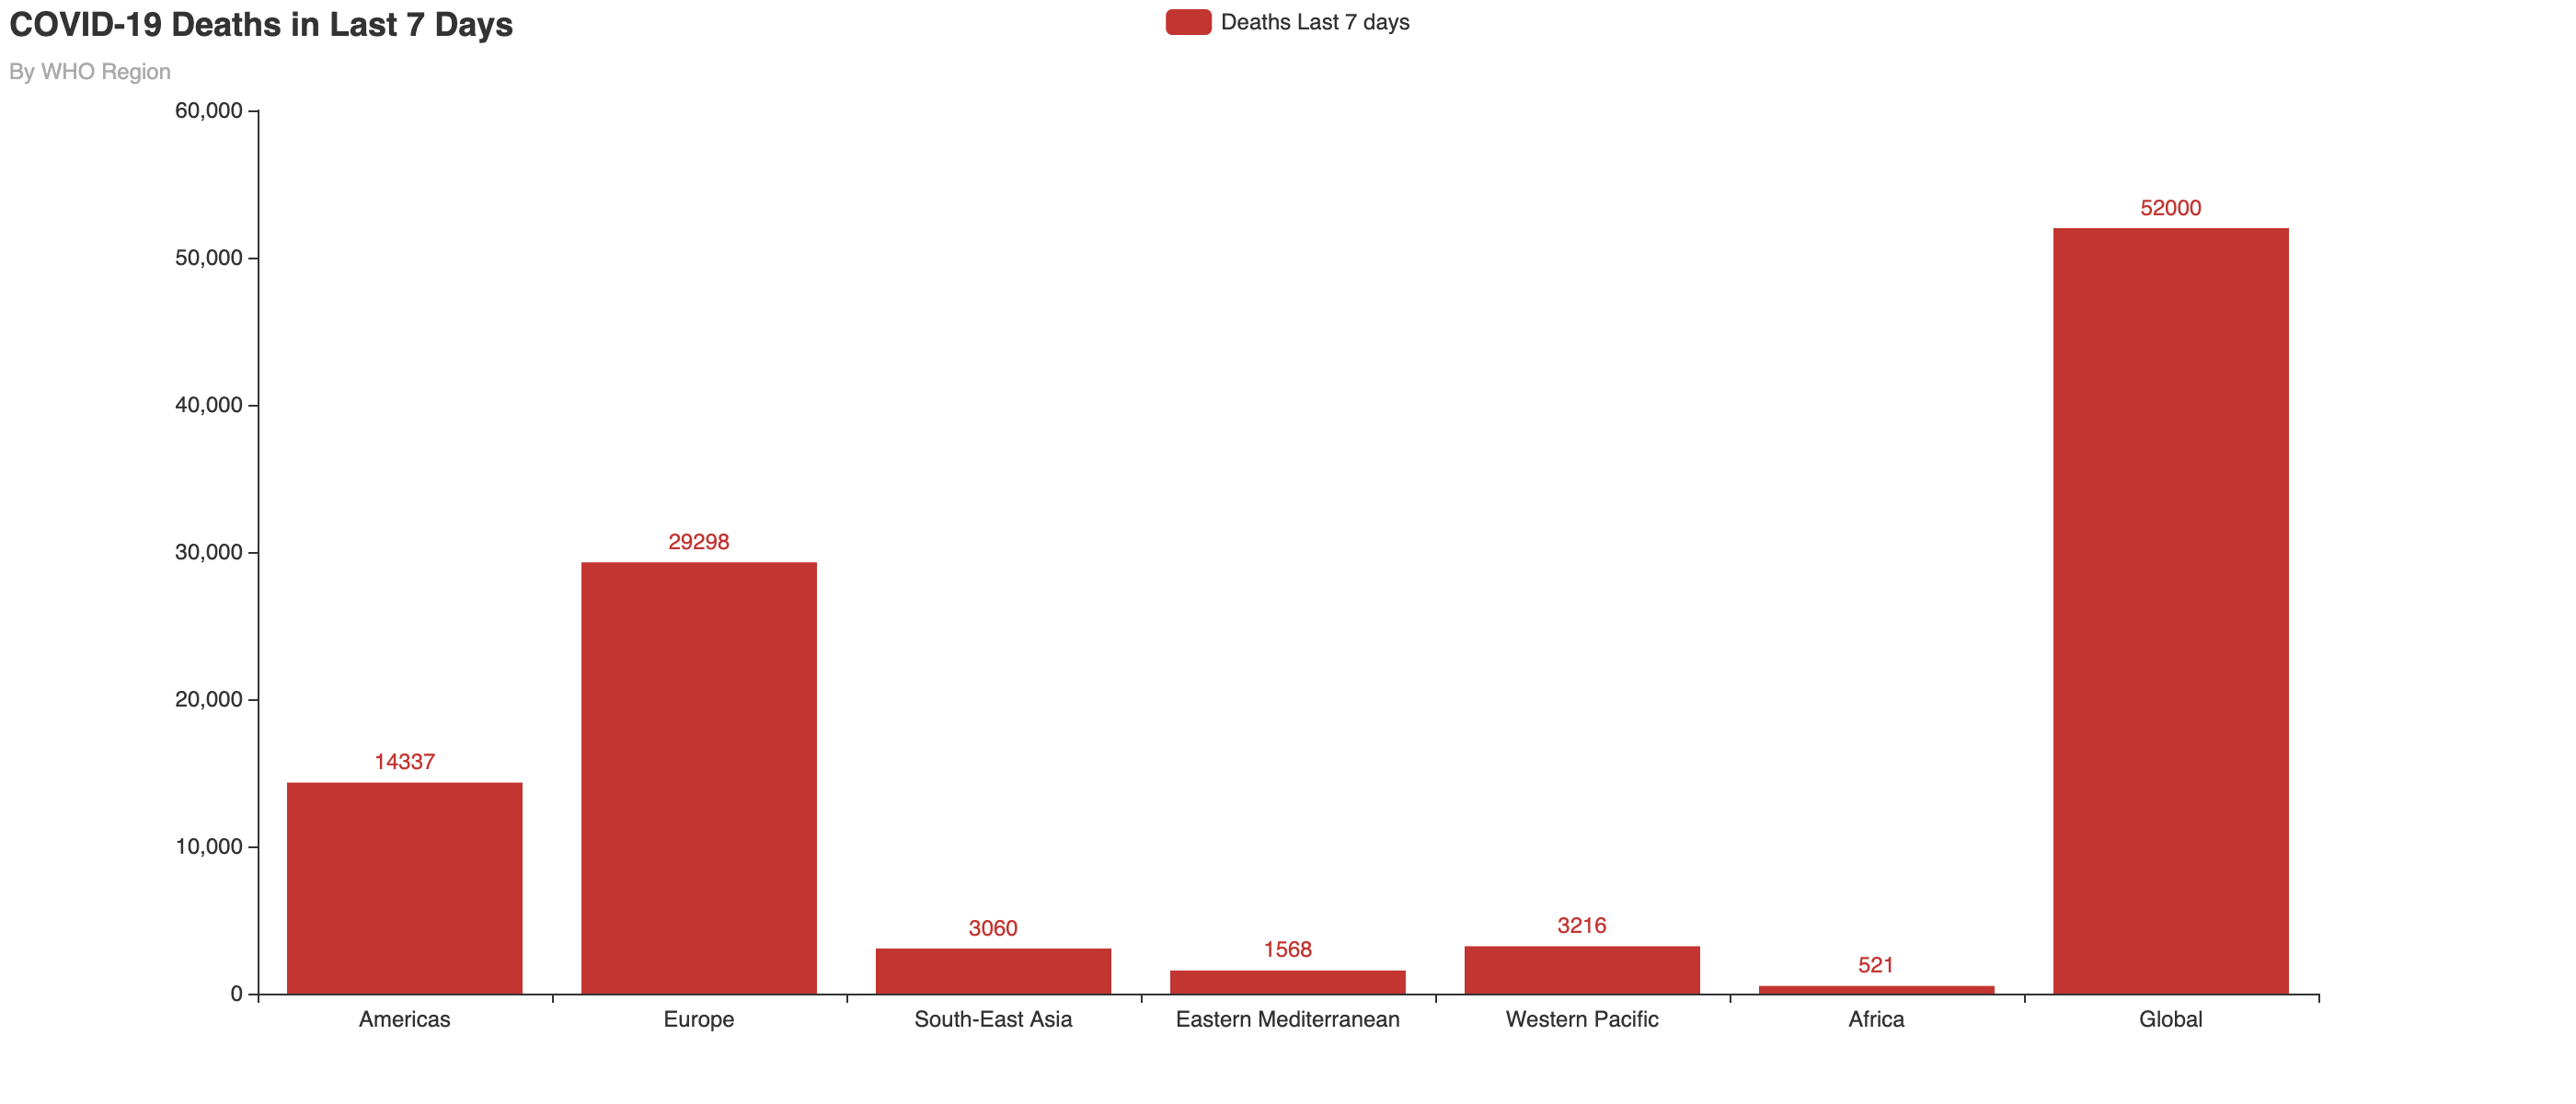 COVID-19 Deaths in Last 7 Days
By WHO Region
Deaths Last 7 days
60,000
50,000
40,000
30,000
20,000
10,000
0
14337
29298
3060
1568
3216
521
52000
Americas
Europe
South-East Asia
Eastern Mediterranean
Western Pacific
Africa
Global